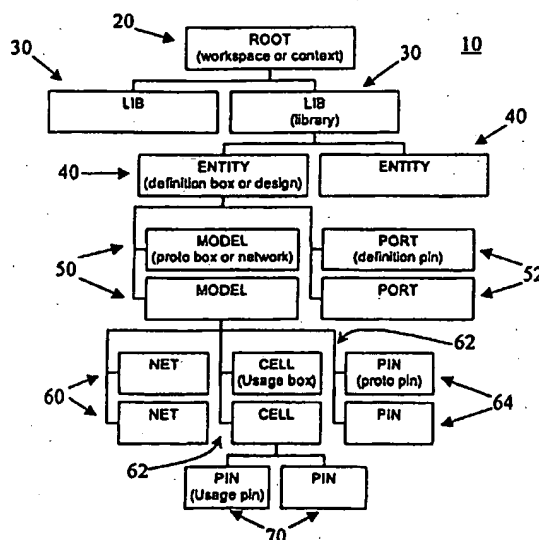 20
ROOT
(workspace or context)
10
30
30
LIB
LIB
(library)
40
40
ENTITY
(definition box or design)
ENTITY
50
MODEL
(proto box or network)
PORT
(definition pin)
52
MODEL
PORT
62
60
NET
CELL
(Usage box)
PIN
(proto pin)
64
NET
CELL
PIN
62
PIN
(Usage pin)
PIN
70